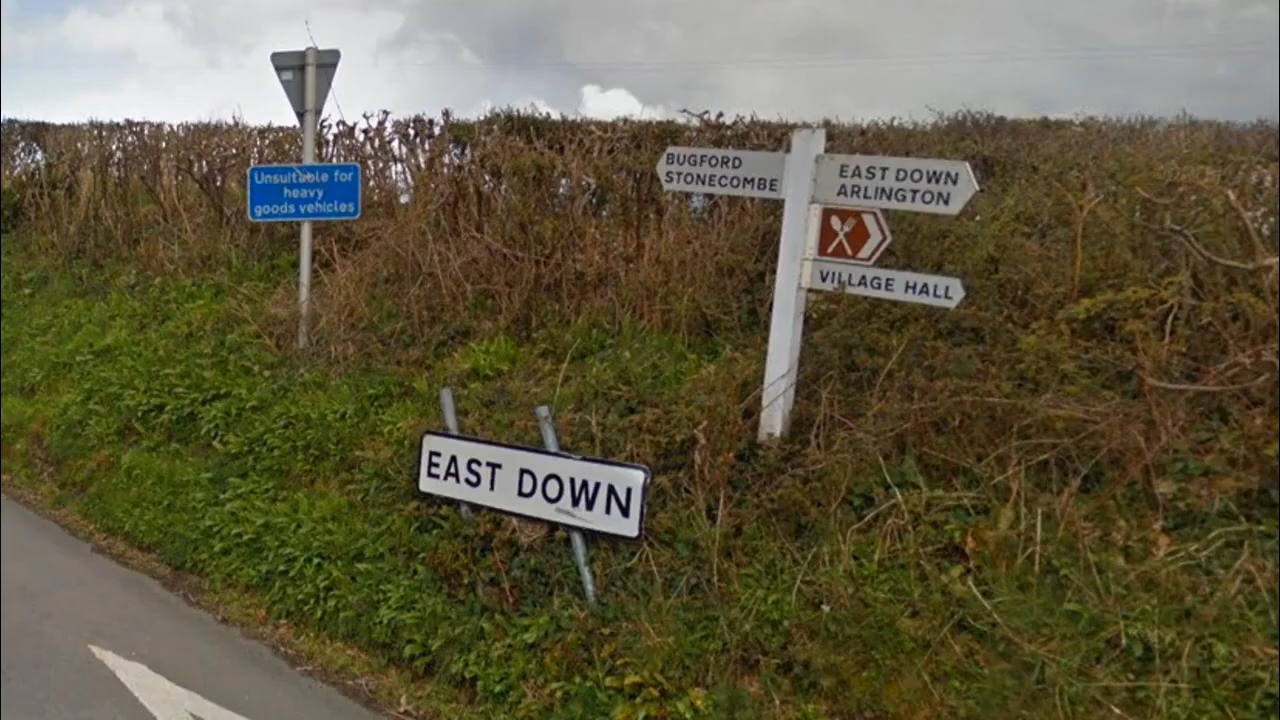 Unsuitable for
heavy
goods vehicles
BUGFORD
STONECOMBE
EAST DOWN
ARLINGTON
VILLAGE HALL
EAST DOWN